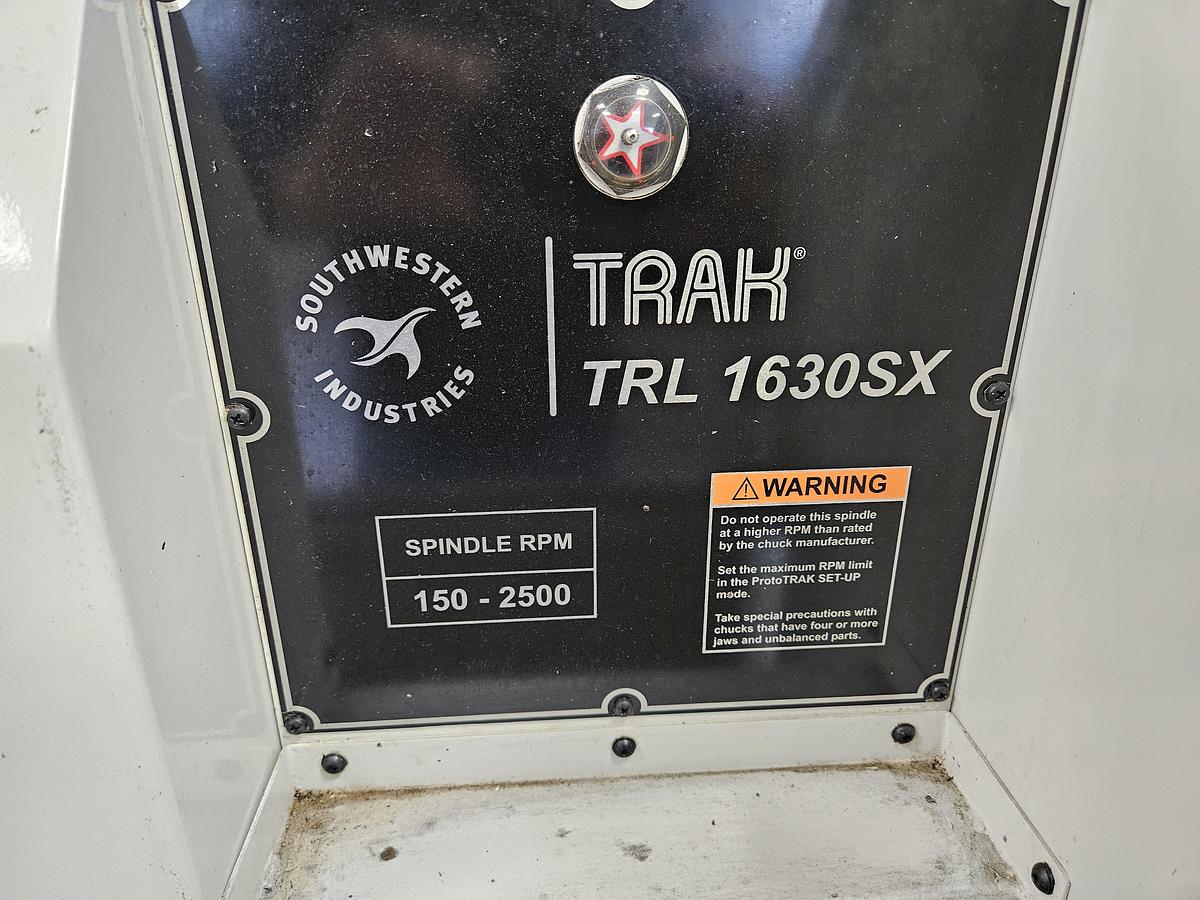 SOUTHWESTERN
INDUSTRIES
TRAK®
TRL 1630SX
SPINDLE RPM
150 - 2500
WARNING
Do not operate this spindle
at a higher RPM than rated
by the chuck manufacturer.
Set the maximum RPM limit
in the ProtoTRAK SET-UP
mode.
Take special precautions with
chucks that have four or more
jaws and unbalanced parts.